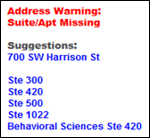 Address Warning:
Suite/Apt Missing
Suggestions:
700 SW Harrison St
Ste 300
Ste 420
Ste 500
Ste 1022
Behavioral Sciences Ste 420